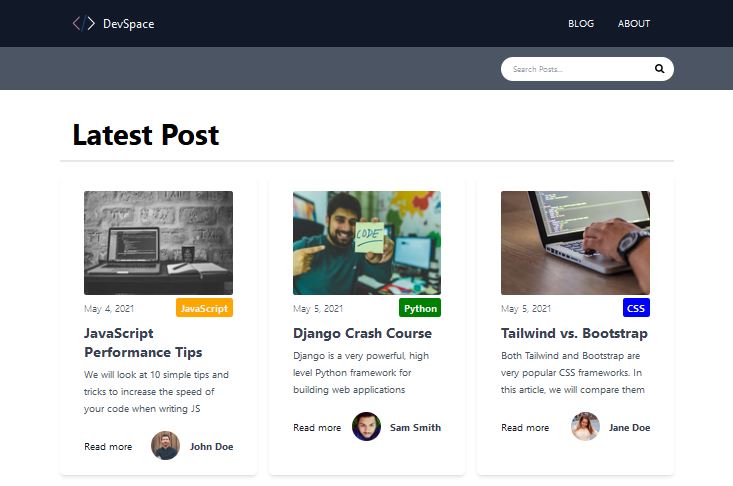 </> DevSpace
BLOG ABOUT
Search Posts...
Latest Post
CODE
May 4, 2021 JavaScript
JavaScript
Performance Tips
We will look at 10 simple tips and
tricks to increase the speed of
your code when writing JS
Read more John Doe
May 5, 2021 Python
Django Crash Course
Django is a very powerful, high
level Python framework for
building web applications
Read more Sam Smith
May 5, 2021 CSS
Tailwind vs. Bootstrap
Both Tailwind and Bootstrap are
very popular CSS frameworks. In
this article, we will compare them
Read more Jane Doe